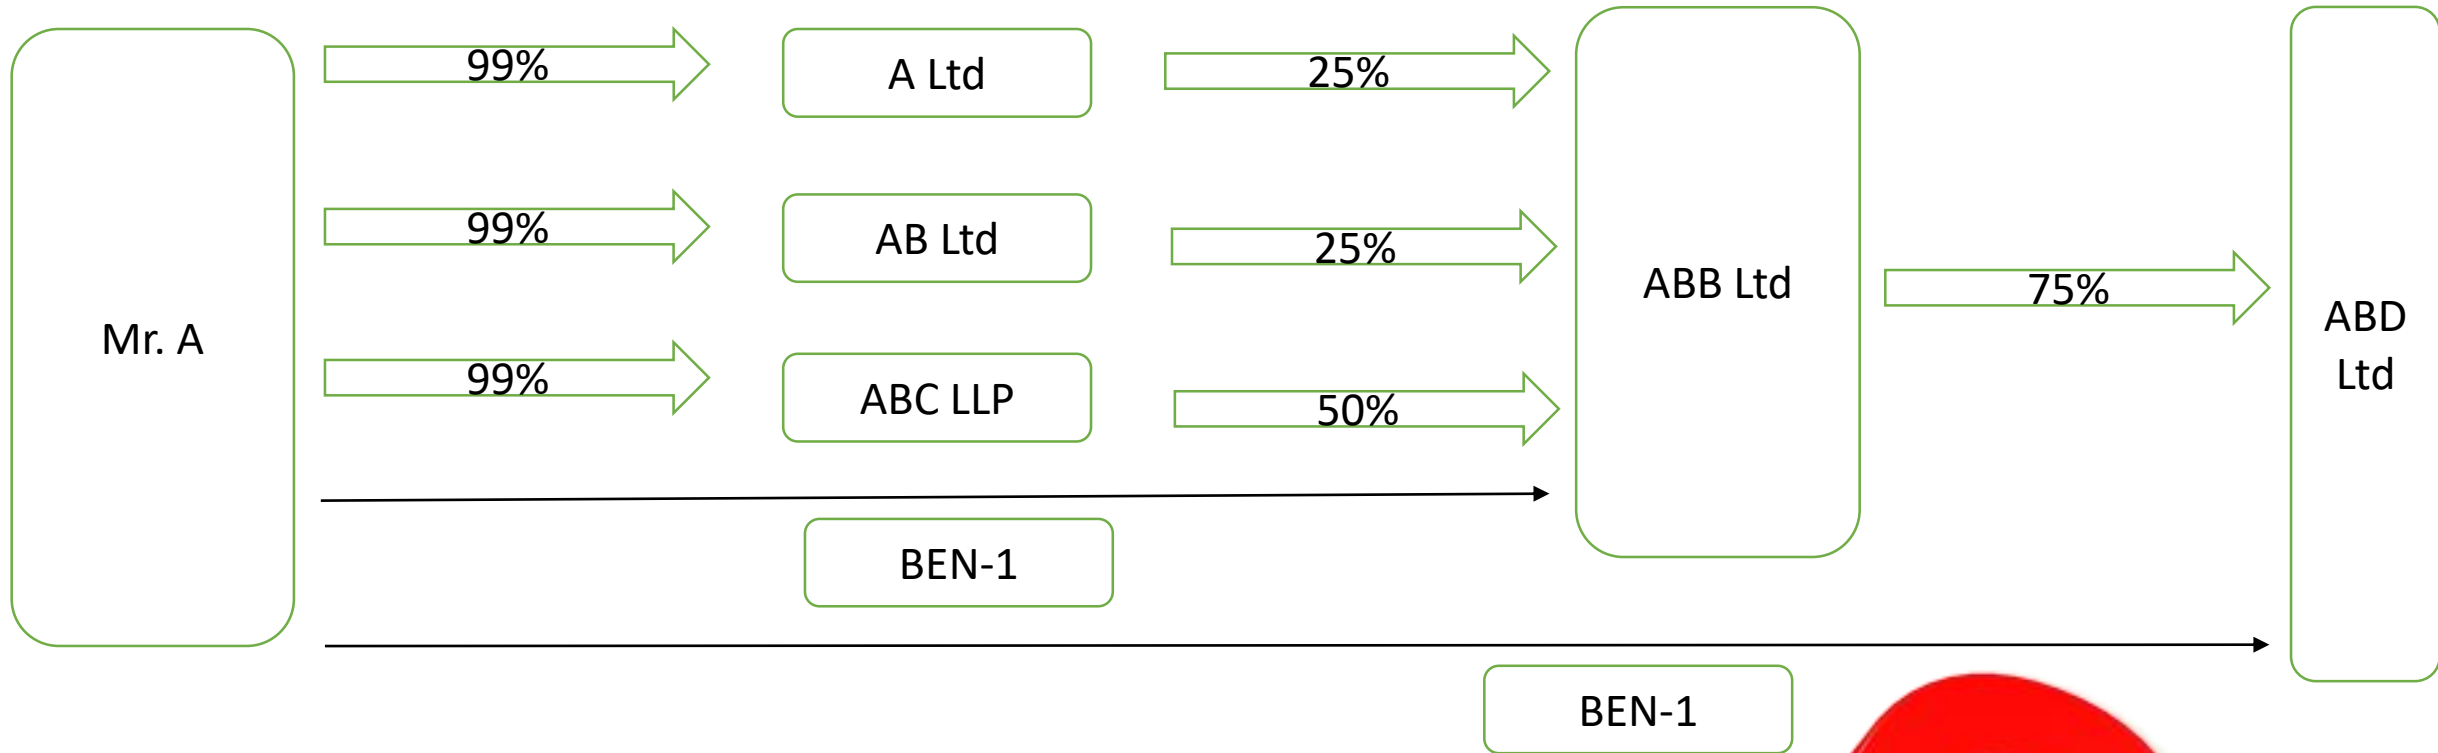 99%
A Ltd
25%
99%
AB Ltd
25%
Mr. A
ABB Ltd
75%
ABD
Ltd
99%
ABC LLP
50%
BEN-1
BEN-1